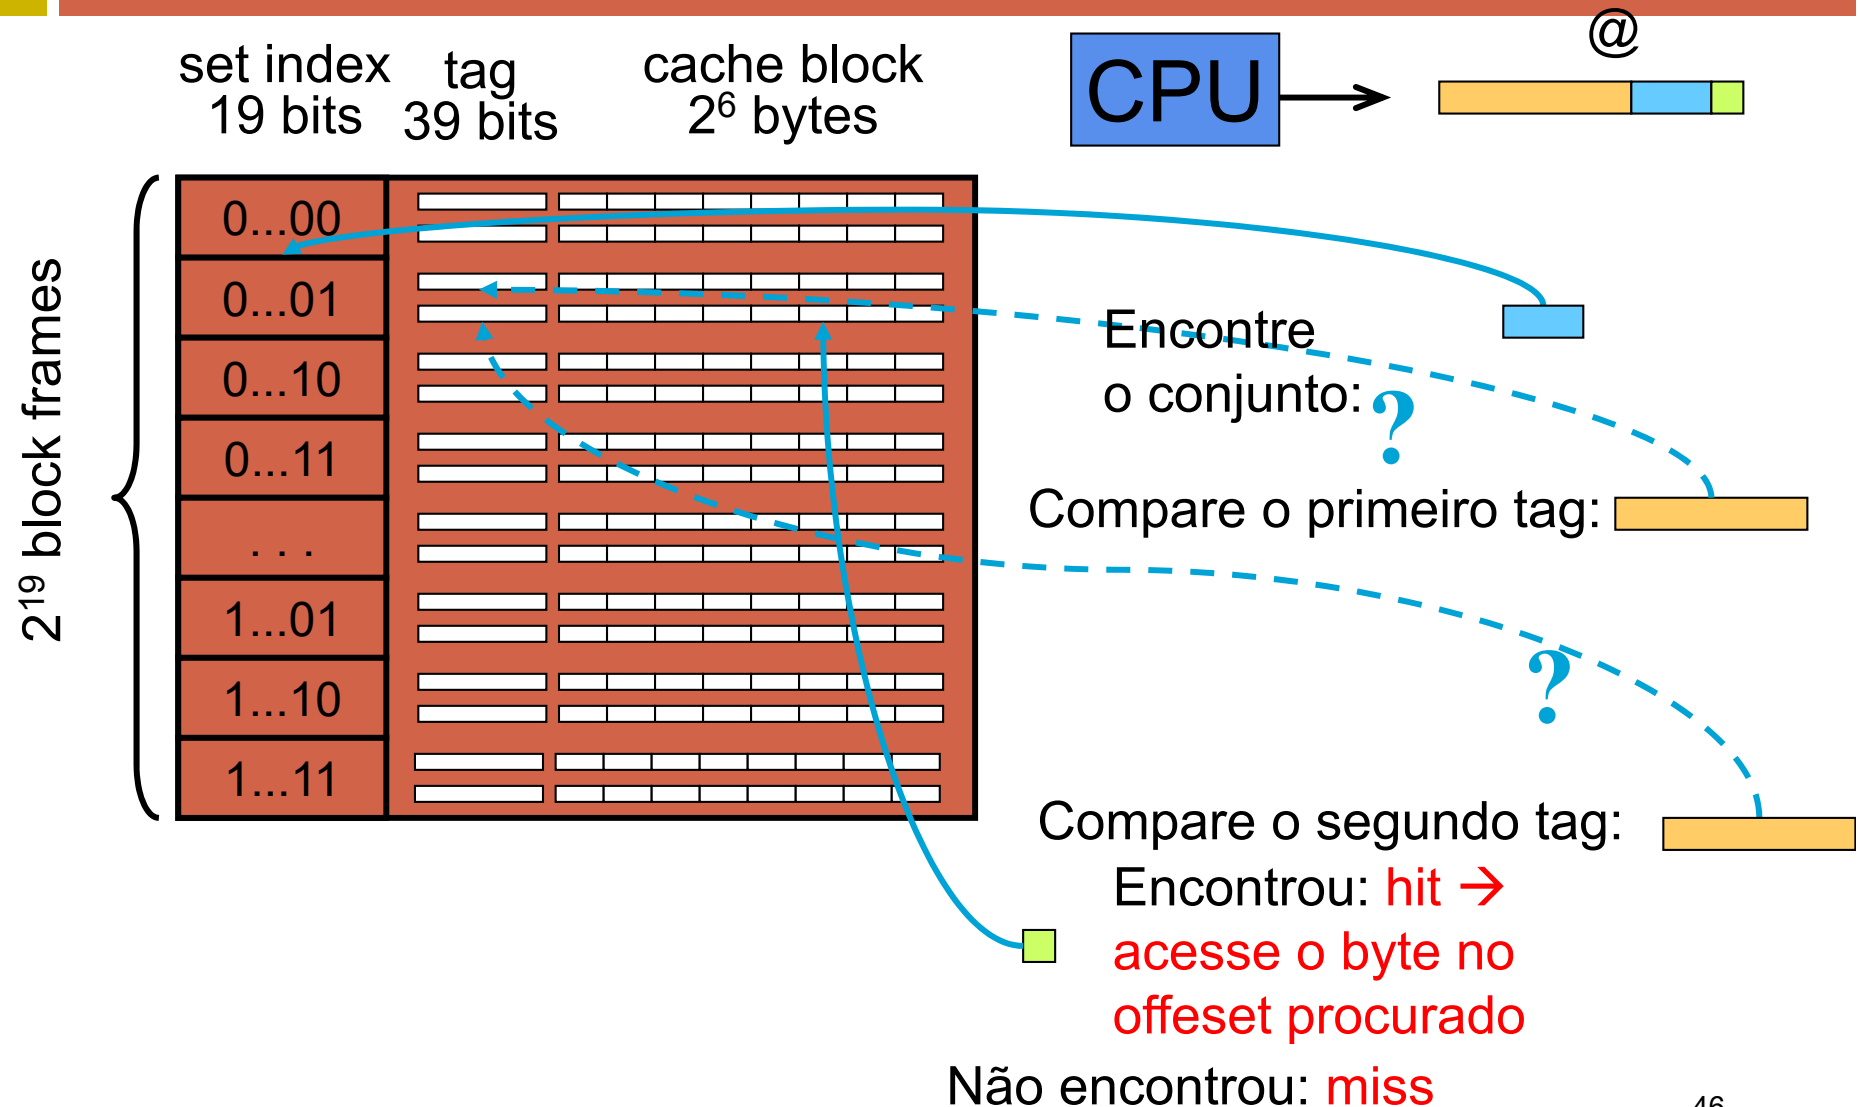 set index
19 bits
tag
39 bits
cache block
2⁶ bytes
CPU
@
2¹⁹ block frames
0...00
0...01
0...10
0...11
. . .
1...01
1...10
1...11
Encontre
o conjunto:
?
Compare o primeiro tag:
?
Compare o segundo tag:
Encontrou: hit →
acesse o byte no
offeset procurado
Não encontrou: miss
46